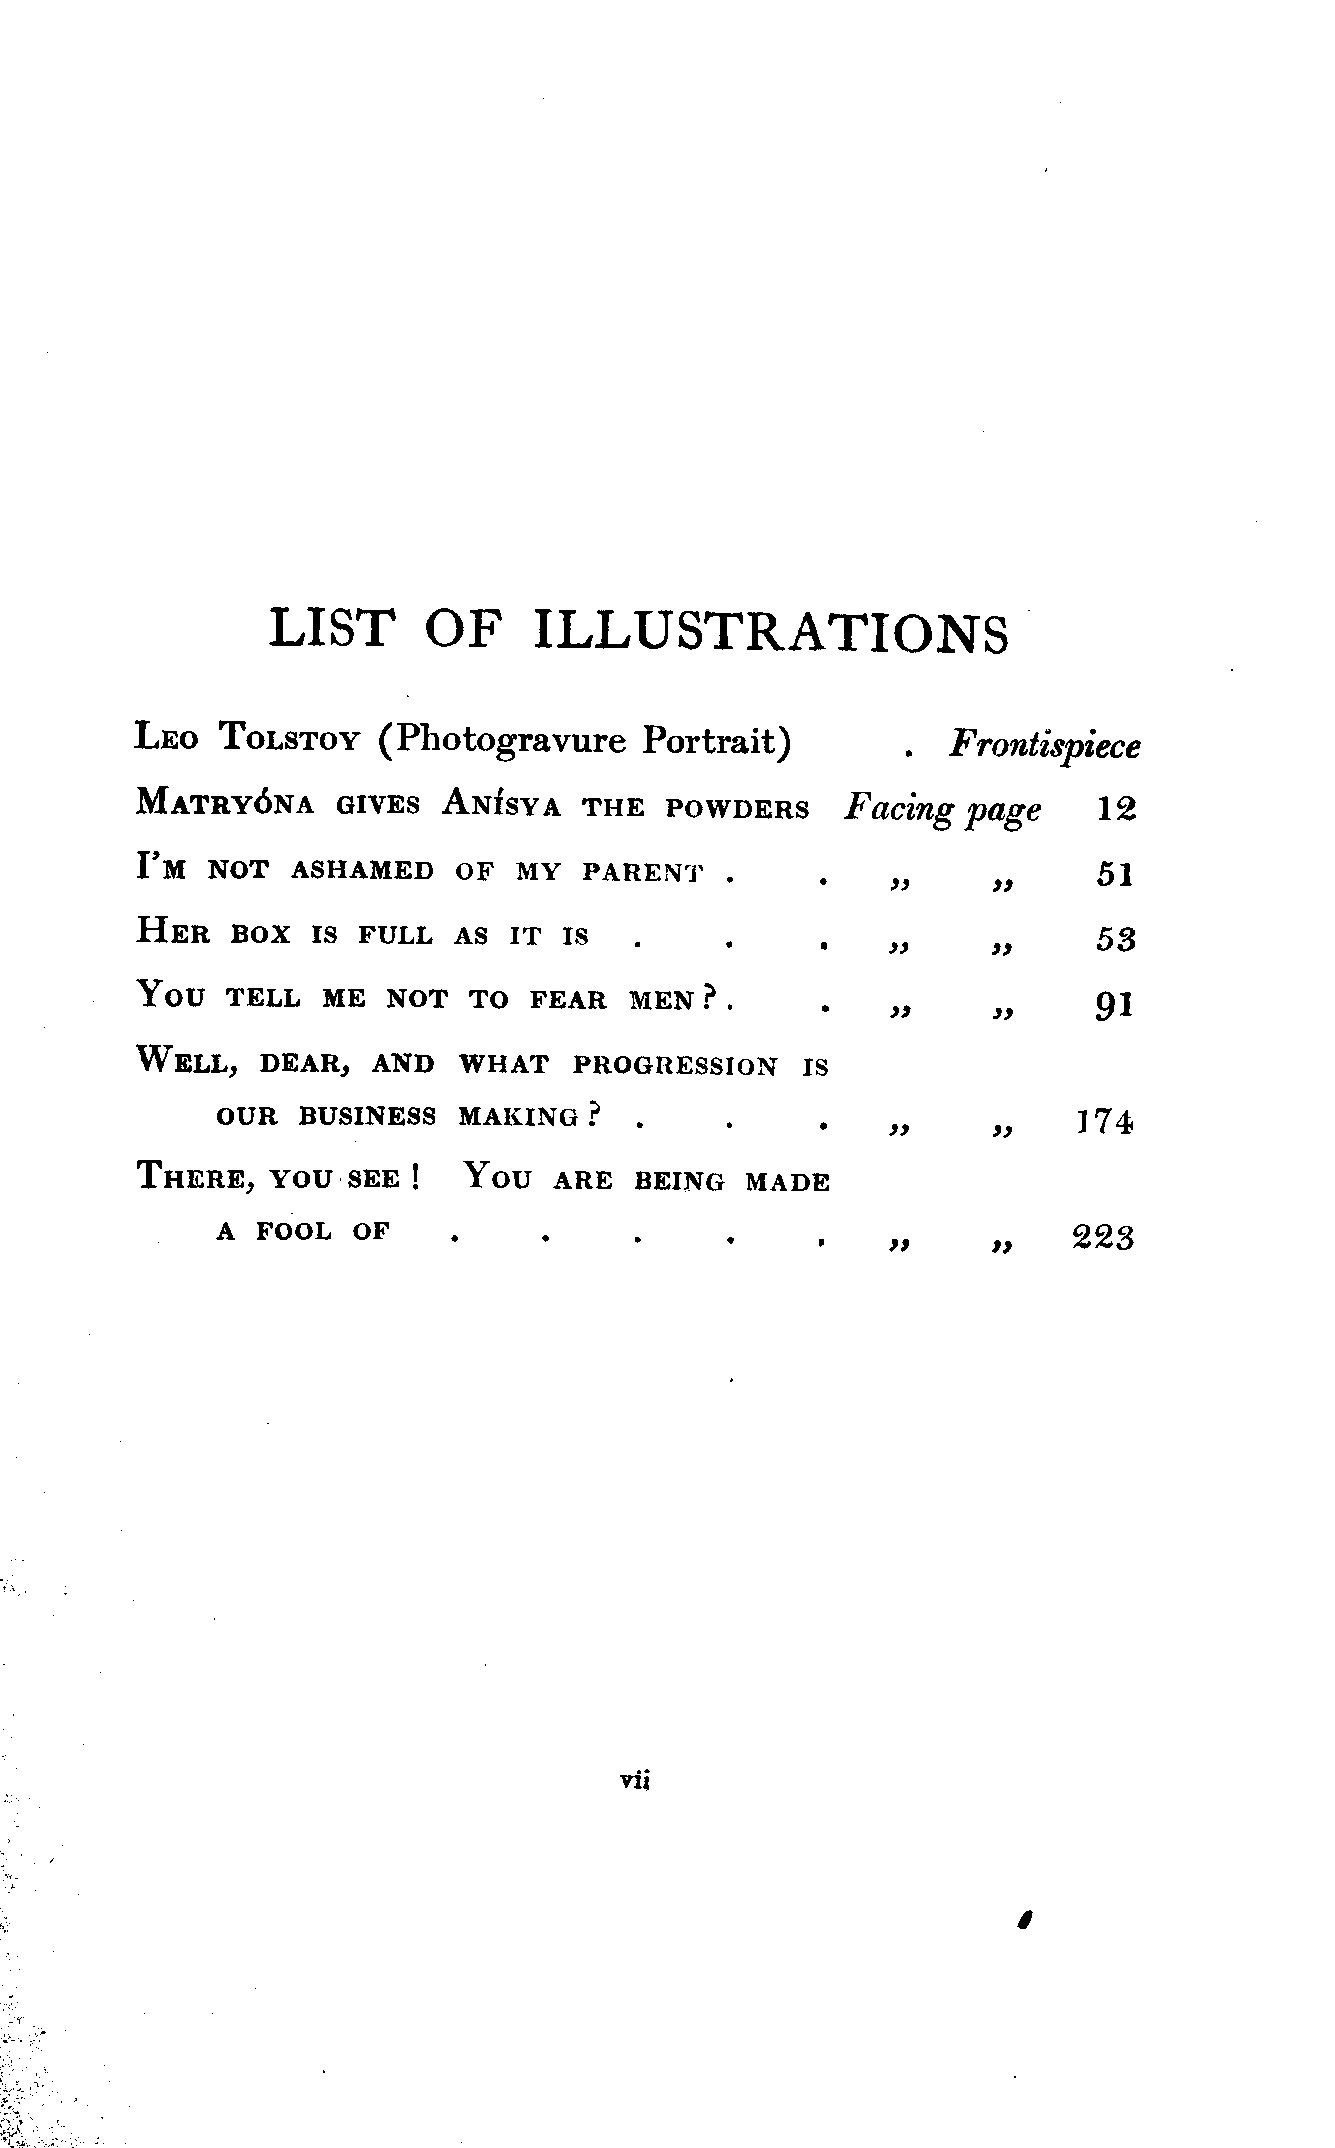 LIST OF ILLUSTRATIONS
LEO TOLSTOY (Photogravure Portrait) . Frontispiece
MATRYÓNA GIVES ANÍSYA THE POWDERS Facing page 12
I'M NOT ASHAMED OF MY PARENT . . „ „ 51
HER BOX IS FULL AS IT IS . . . „ „ 53
YOU TELL ME NOT TO FEAR MEN? . . „ „ 91
WELL, DEAR, AND WHAT PROGRESSION IS
OUR BUSINESS MAKING? . . . „ „ 174
THERE, YOU SEE! YOU ARE BEING MADE
A FOOL OF . . . . . „ „ 223
vii